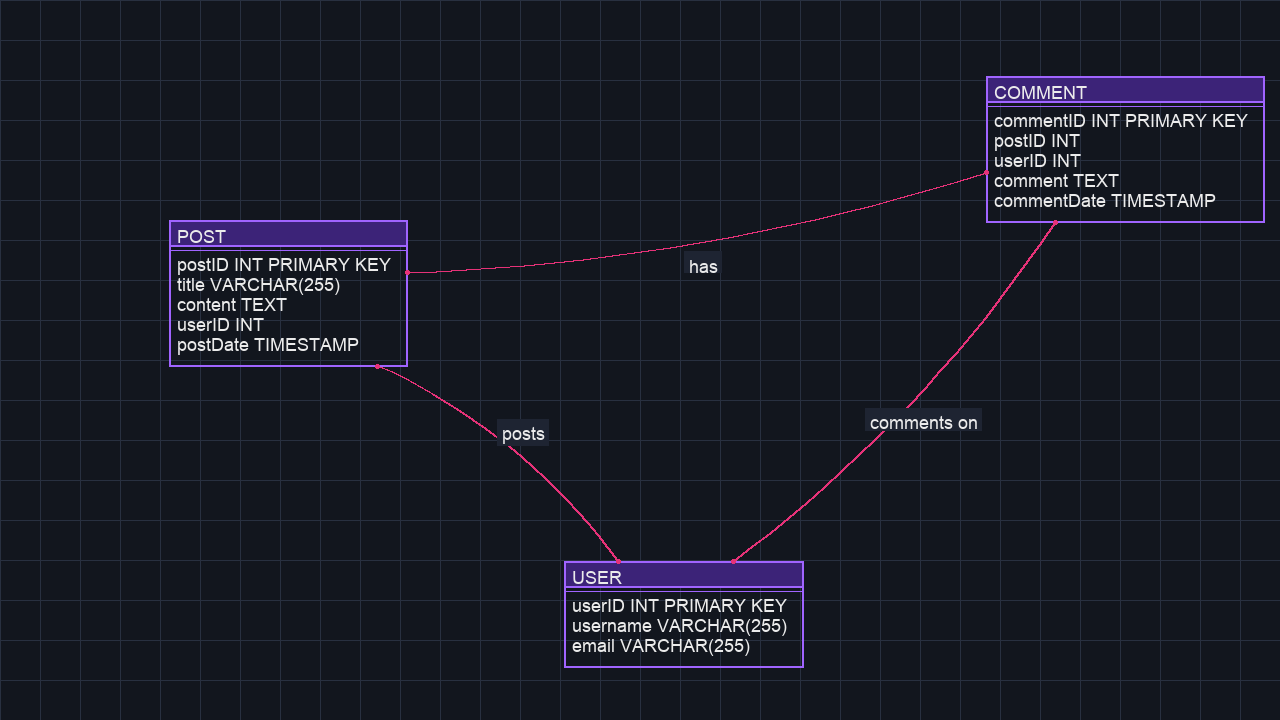 COMMENT
commentID INT PRIMARY KEY
postID INT
userID INT
comment TEXT
commentDate TIMESTAMP
POST
postID INT PRIMARY KEY
title VARCHAR(255)
content TEXT
userID INT
postDate TIMESTAMP
has
posts
comments on
USER
userID INT PRIMARY KEY
username VARCHAR(255)
email VARCHAR(255)